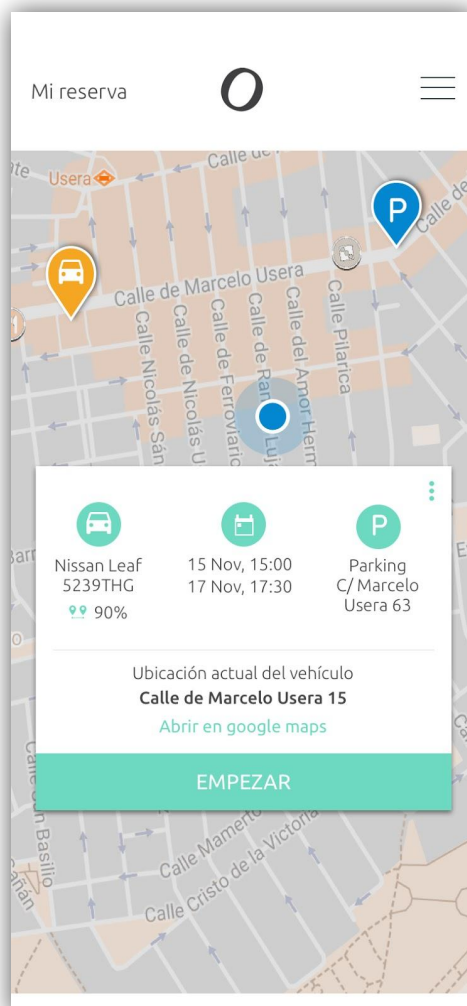 Mi reserva
O
Usera
Calle de
P
Calle de
Calle de Marcelo Usera
Calle Nicolás Sán
Calle de Nicolás U
Calle de Ferroviario
Calle de Ram
Luja
Calle del Amor Herm
Calle Pilarica
Nissan Leaf
5239THG
90%
15 Nov, 15:00
17 Nov, 17:30
P
Parking
C/ Marcelo
Usera 63
Ubicación actual del vehículo
Calle de Marcelo Usera 15
Abrir en google maps
EMPEZAR
Basilio
Calle Mamerto
Calle Cristo de la Victoria